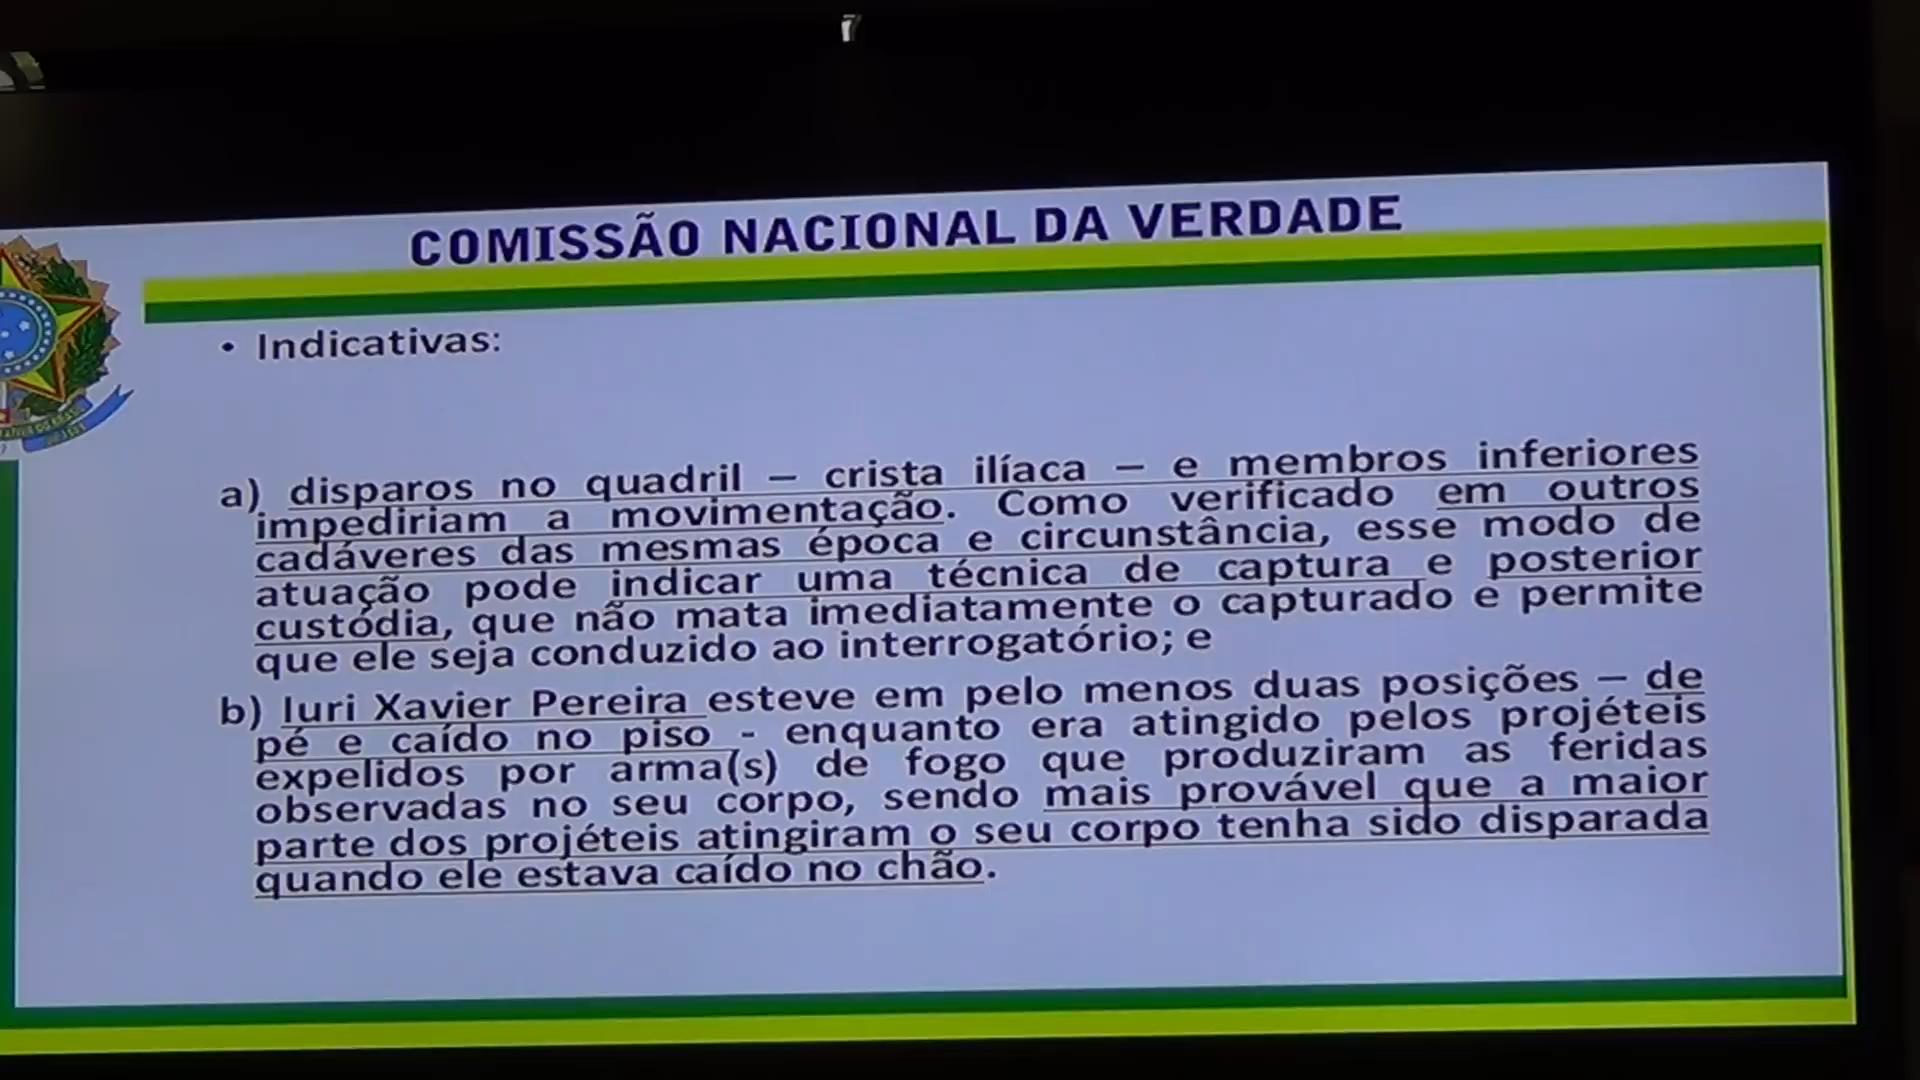 COMISSÃO NACIONAL DA VERDADE
• Indicativas:
a) disparos no quadril – crista ilíaca – e membros inferiores
impediriam a movimentação. Como verificado em outros
cadáveres das mesmas época e circunstância, esse modo de
atuação pode indicar uma técnica de captura e posterior
custódia, que não mata imediatamente o capturado e permite
que ele seja conduzido ao interrogatório; e
b) Iuri Xavier Pereira esteve em pelo menos duas posições – de
pé e caído no piso - enquanto era atingido pelos projéteis
expelidos por arma(s) de fogo que produziram as feridas
observadas no seu corpo, sendo mais provável que a maior
parte dos projéteis atingiram o seu corpo tenha sido disparada
quando ele estava caído no chão.